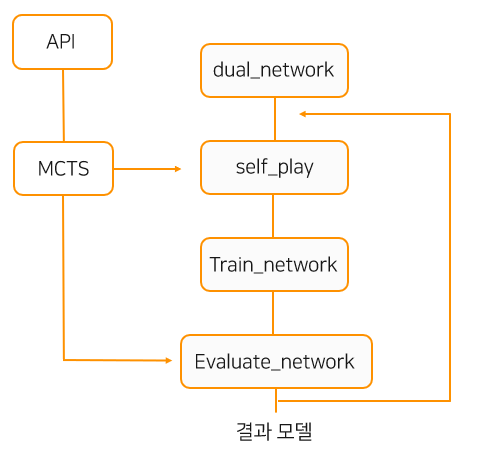 API
dual_network
MCTS
self_play
Train_network
Evaluate_network
결과 모델